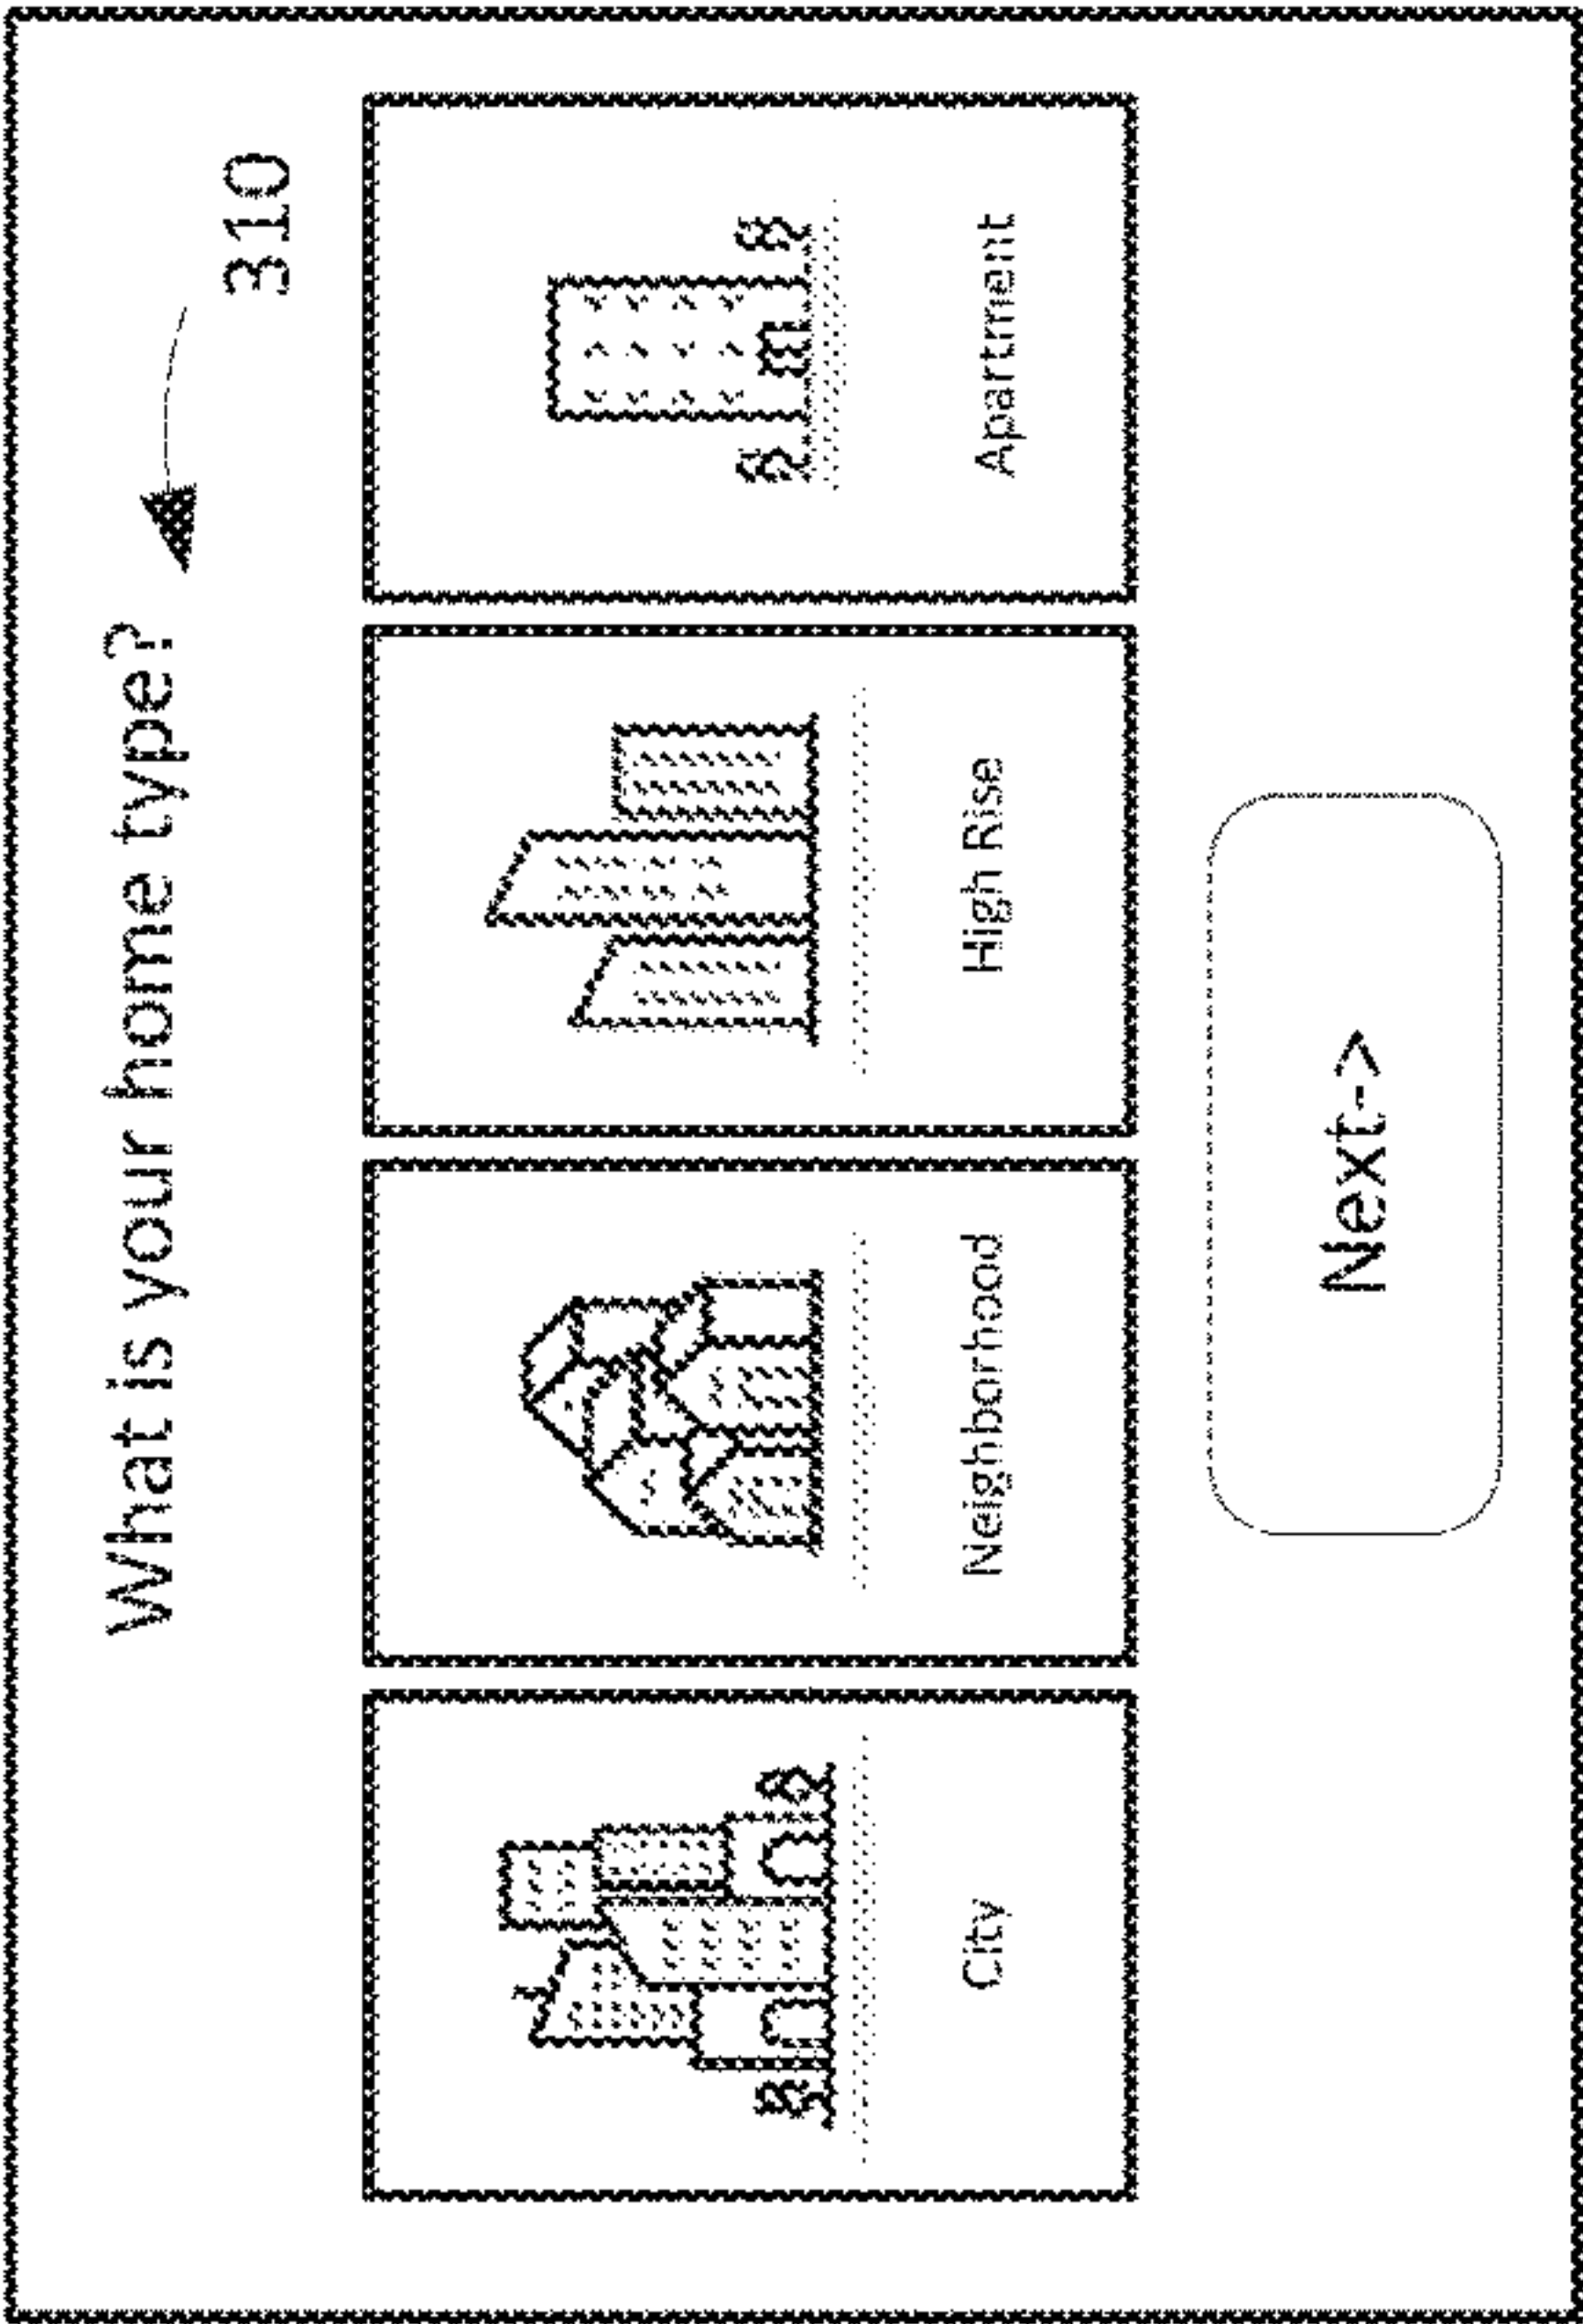 What is your home type?
310
City
Neighborhood
High Rise
Apartment
Next->